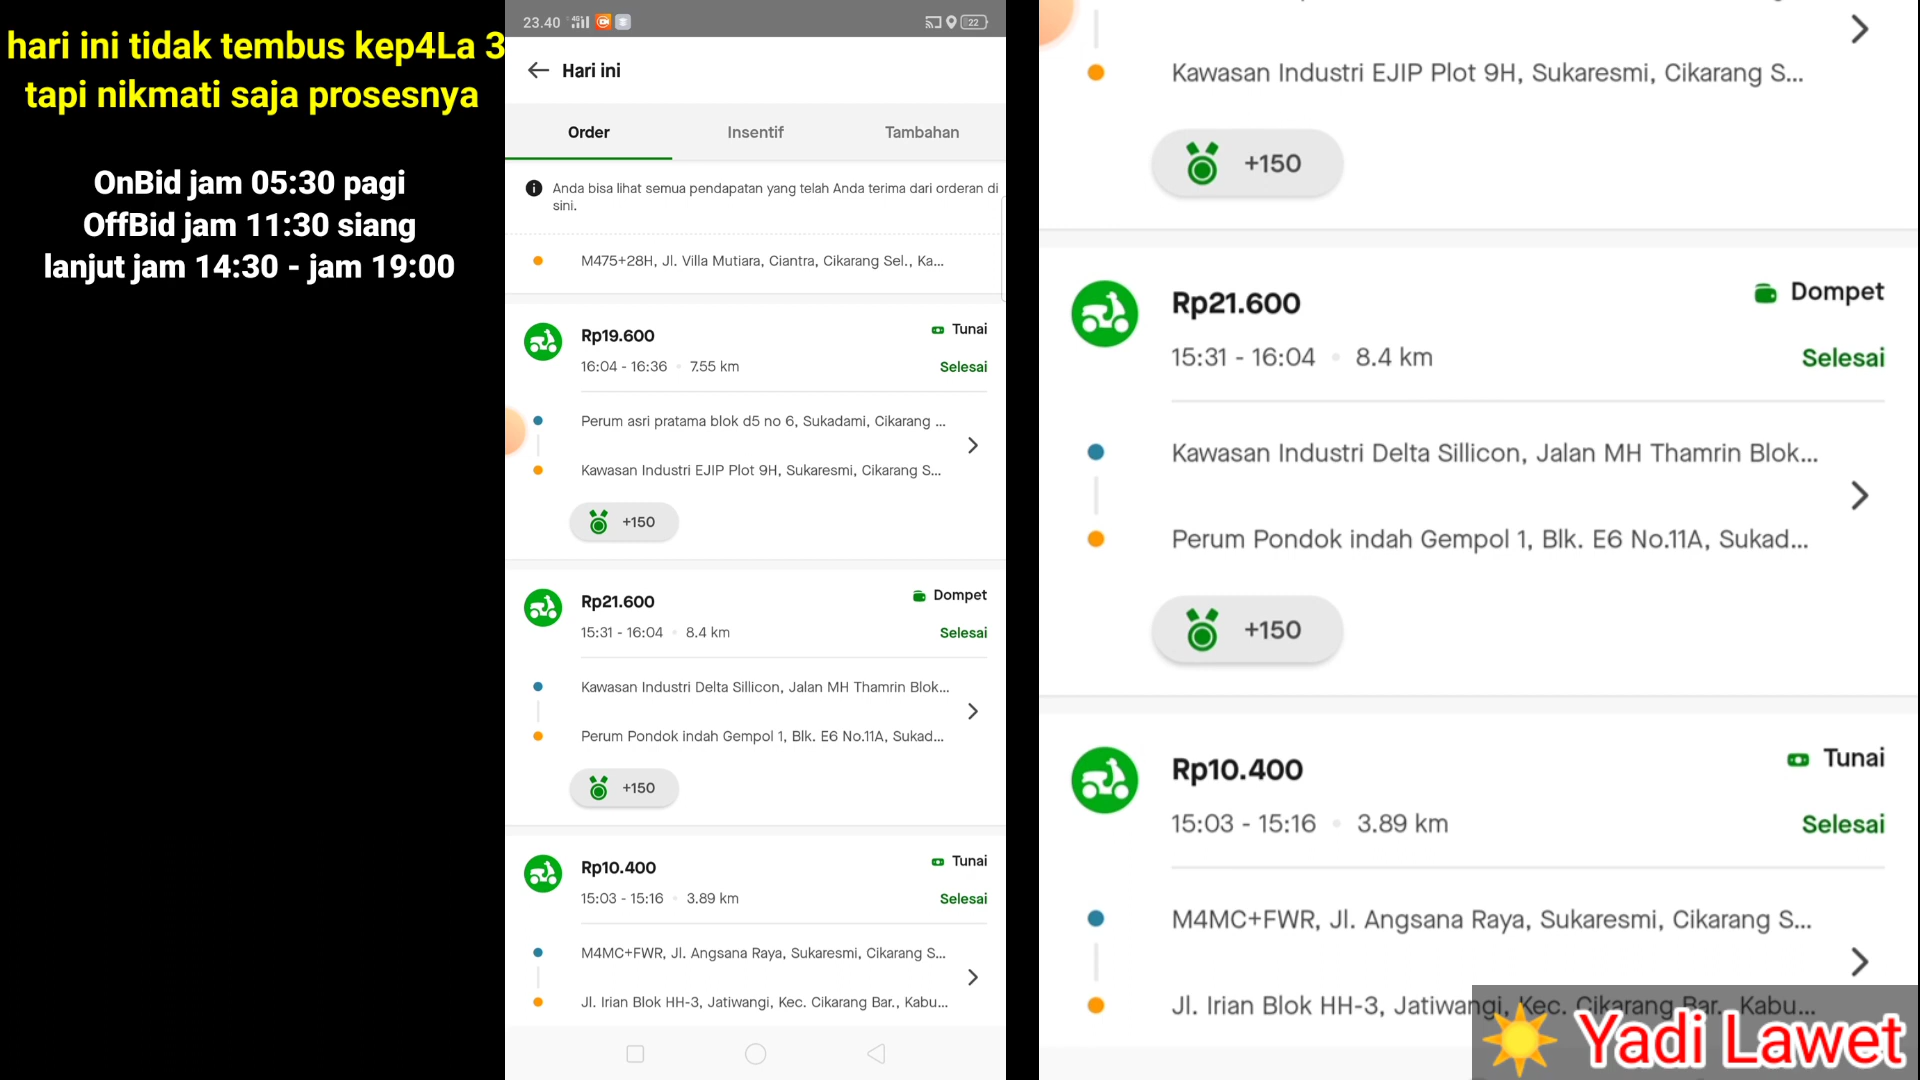 hari ini tidak tembus kep4La 3
tapi nikmati saja prosesnya
OnBid jam 05:30 pagi
OffBid jam 11:30 siang
lanjut jam 14:30 - jam 19:00
23.40
22
Hari ini
Order
Insentif
Tambahan
Anda bisa lihat semua pendapatan yang telah Anda terima dari orderan di
sini.
M475+28H, Jl. Villa Mutiara, Ciantra, Cikarang Sel., Ka...
Rp19.600
Tunai
16:04 - 16:36 • 7.55 km
Selesai
Perum asri pratama blok d5 no 6, Sukadami, Cikarang ...
Kawasan Industri EJIP Plot 9H, Sukaresmi, Cikarang S...
+150
Rp21.600
Dompet
15:31 - 16:04 • 8.4 km
Selesai
Kawasan Industri Delta Sillicon, Jalan MH Thamrin Blok...
Perum Pondok indah Gempol 1, Blk. E6 No.11A, Sukad...
+150
Rp10.400
Tunai
15:03 - 15:16 • 3.89 km
Selesai
M4MC+FWR, Jl. Angsana Raya, Sukaresmi, Cikarang S...
Jl. Irian Blok HH-3, Jatiwangi, Kec. Cikarang Bar., Kabu...
Kawasan Industri EJIP Plot 9H, Sukaresmi, Cikarang S...
+150
Rp21.600
Dompet
15:31 - 16:04 • 8.4 km
Selesai
Kawasan Industri Delta Sillicon, Jalan MH Thamrin Blok...
Perum Pondok indah Gempol 1, Blk. E6 No.11A, Sukad...
+150
Rp10.400
Tunai
15:03 - 15:16 • 3.89 km
Selesai
M4MC+FWR, Jl. Angsana Raya, Sukaresmi, Cikarang S...
Jl. Irian Blok HH-3, Jatiwangi, Kec. Cikarang Bar., Kabu...
Yadi Lawet